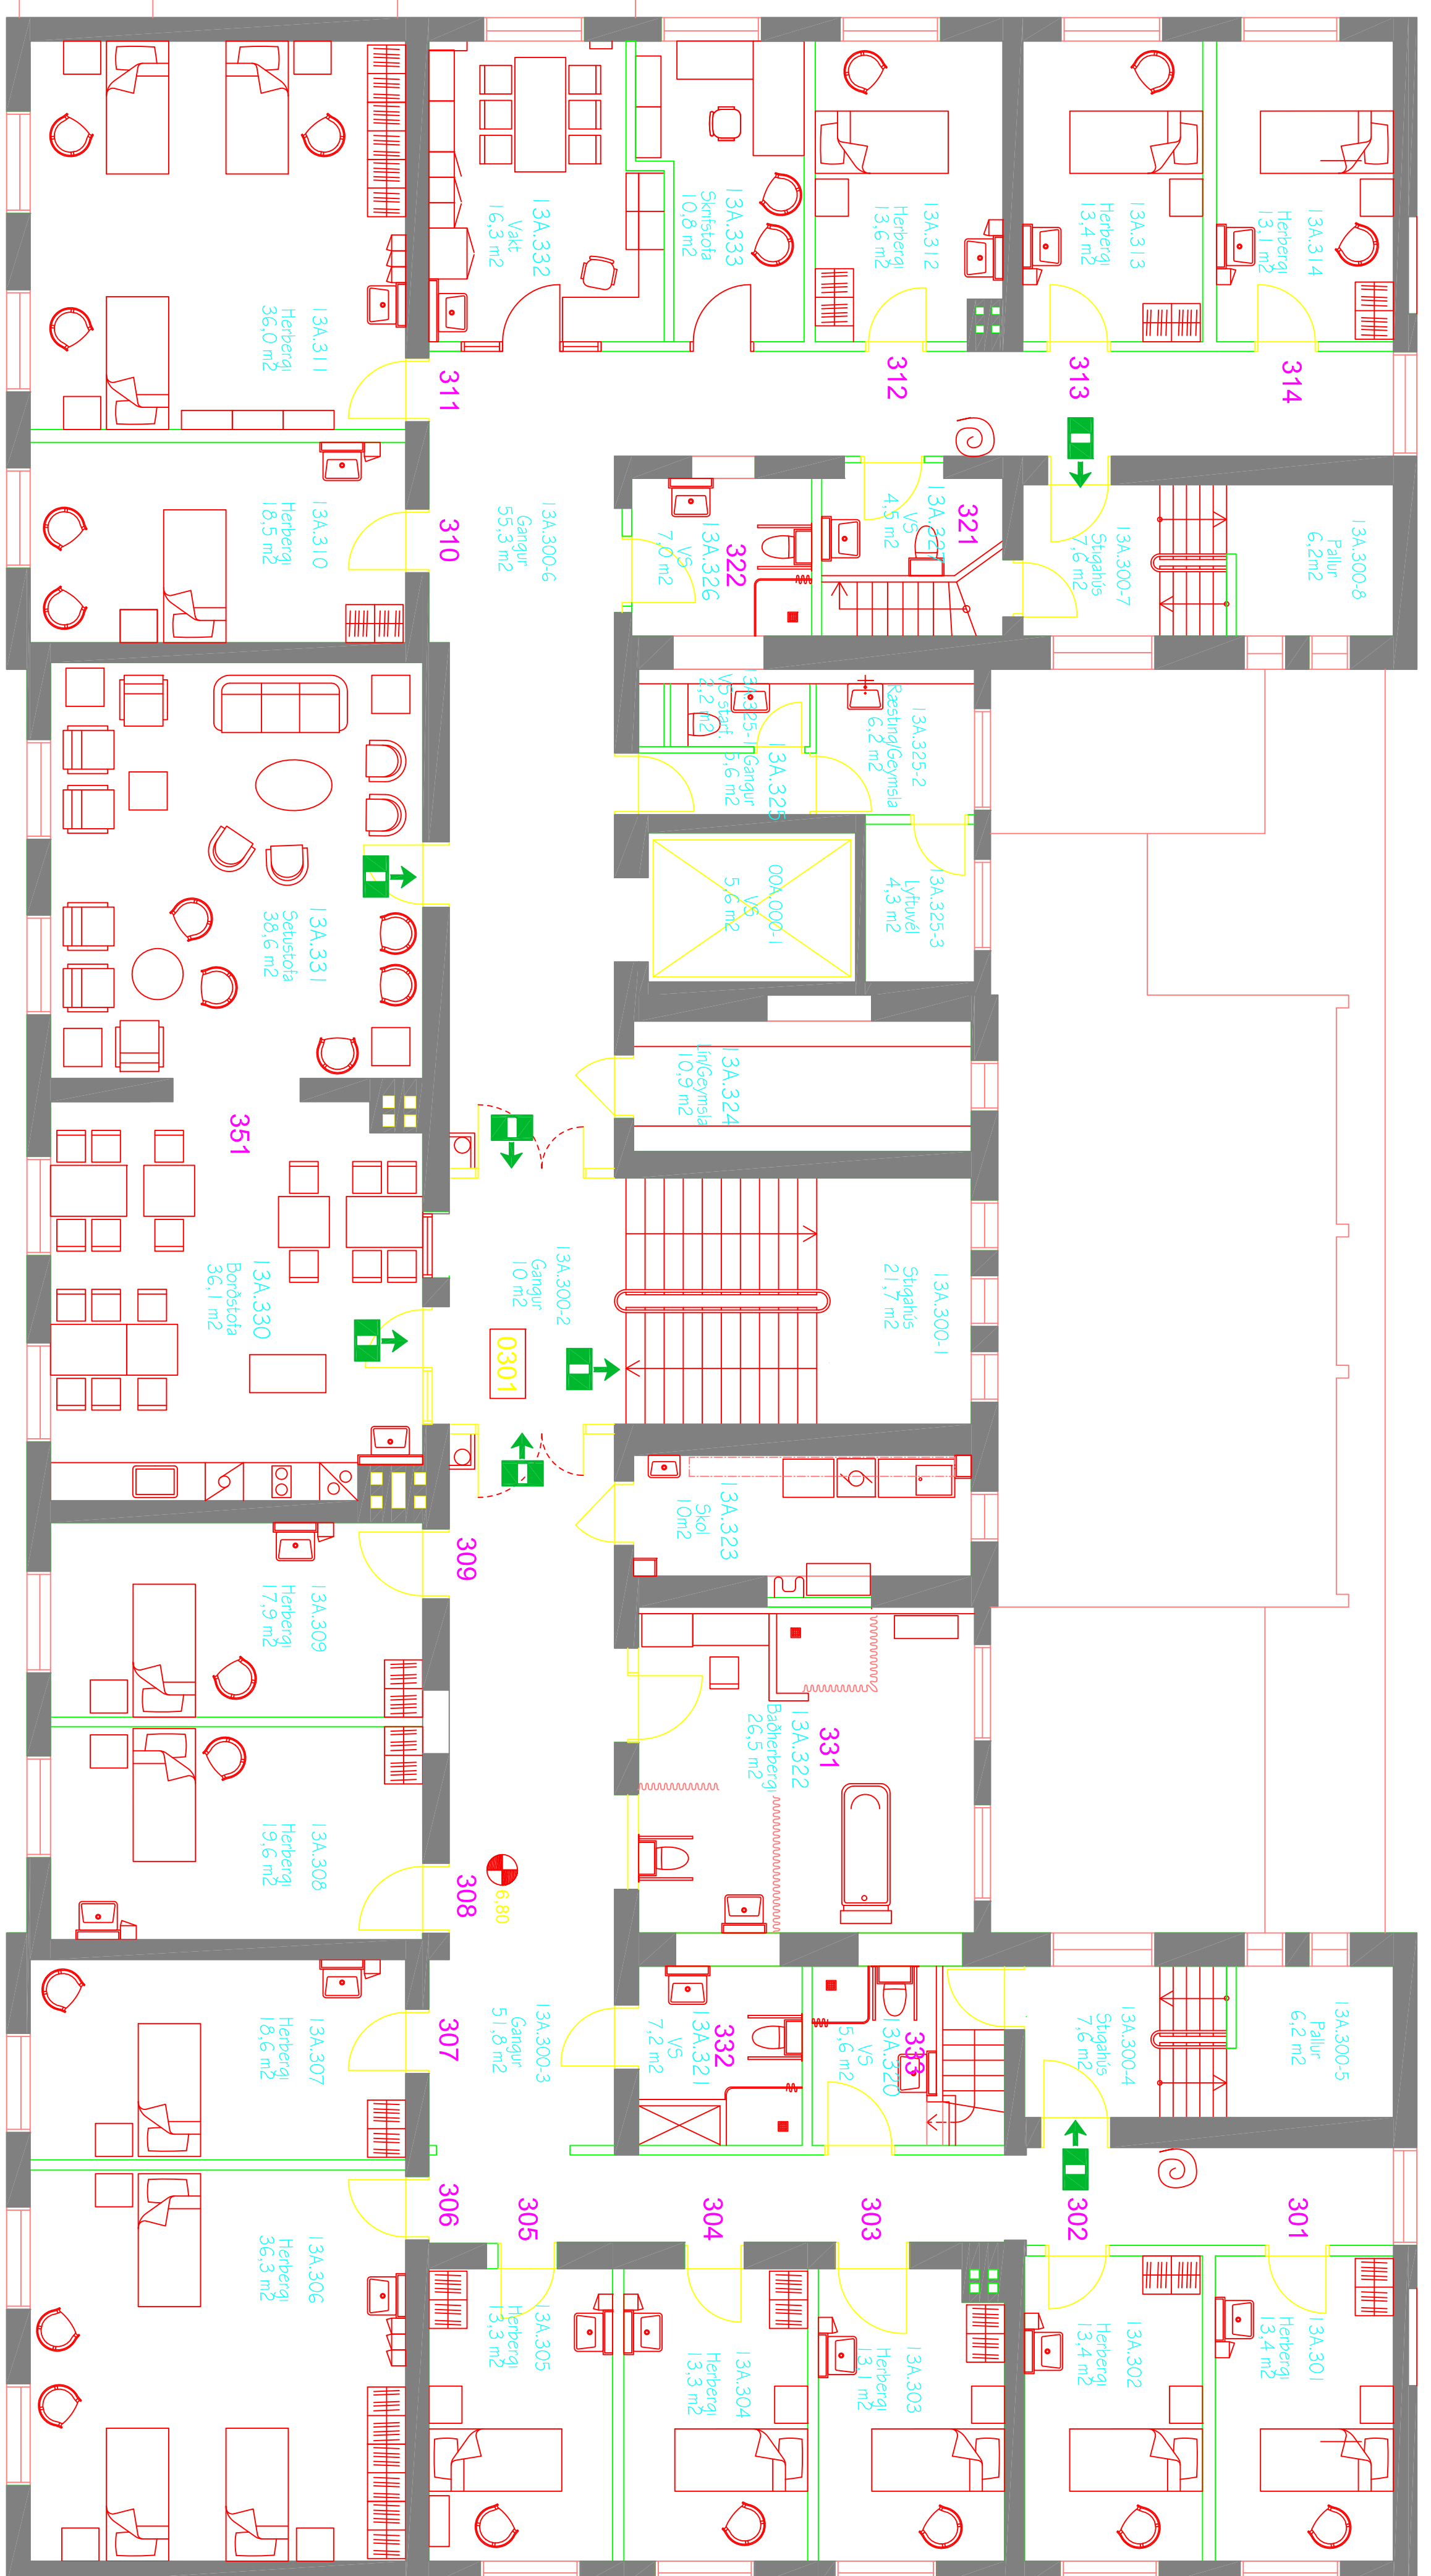 13A.311
Herbergi
36,0 m2
311
13A.332
Vakt
16,3 m2
13A.333
10,8 m2
13A.312
Herbergi
13,6 m2
312
13A.313
Herbergi
13,4 m2
313
13A.314
Herbergi
13,1 m2
314
13A.310
Herbergi
18,5 m2
310
13A.300-6
Gangur
55,3 m2
13A.326
VS
7,0 m2
322
VS
4,5 m2
321
13A.300-7
Stigahús
7,6 m2
13A.300-8
Pallur
6,2m2
13A.325-1
VS starf.
2,2 m2
13A.325
Gangur
5,6 m2
13A.325-2
Ræsting/Geymsla
6,2 m2
13A.331
Setustofa
38,6 m2
00A.000-1
VS
5,6 m2
13A.325-3
Lyftuvél
4,3 m2
13A.324
Lín/Geymsla
10,9 m2
351
13A.330
Borðstofa
36,1 m2
13A.300-2
Gangur
10 m2
0301
13A.300-1
Stigahús
21,7 m2
13A.323
Skol
10m2
309
13A.309
Herbergi
17,9 m2
13A.322
Baðherbergi
26,5 m2
331
13A.308
Herbergi
19,6 m2
308
6,80
13A.307
Herbergi
18,6 m2
307
13A.300-3
Gangur
51,8 m2
13A.321
VS
7,2 m2
332
13A.320
VS
5,6 m2
333
13A.300-4
Stigahús
7,6 m2
13A.300-5
Pallur
6,2 m2
306
305
304
303
302
301
13A.306
Herbergi
36,3 m2
13A.305
Herbergi
13,3 m2
13A.304
Herbergi
13,3 m2
13A.303
Herbergi
13,1 m2
13A.302
Herbergi
13,4 m2
13A.301
Herbergi
13,4 m2